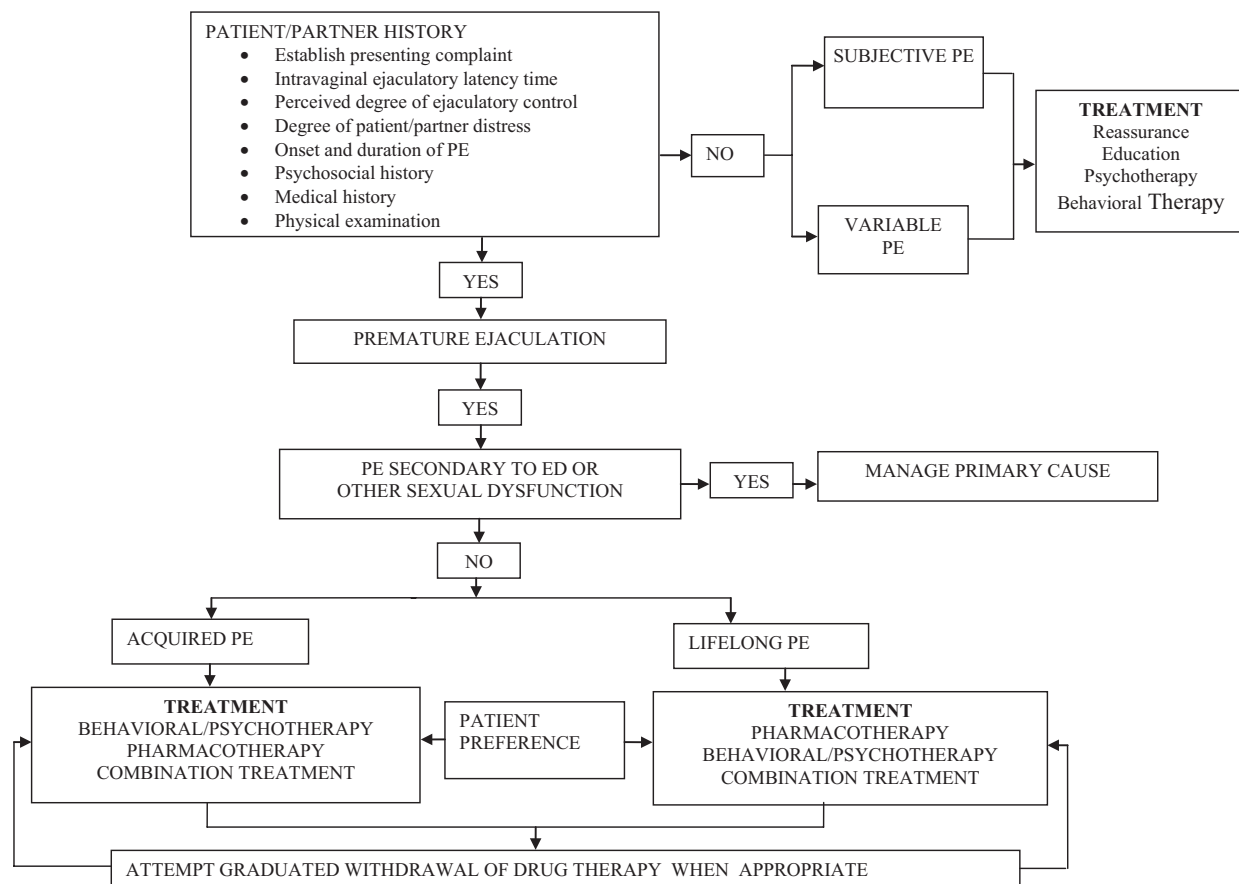 PATIENT/PARTNER HISTORY
• Establish presenting complaint
• Intravaginal ejaculatory latency time
• Perceived degree of ejaculatory control
• Degree of patient/partner distress
• Onset and duration of PE
• Psychosocial history
• Medical history
• Physical examination
NO
SUBJECTIVE PE
VARIABLE
PE
TREATMENT
Reassurance
Education
Psychotherapy
Behavioral Therapy
YES
PREMATURE EJACULATION
YES
PE SECONDARY TO ED OR
OTHER SEXUAL DYSFUNCTION
YES
MANAGE PRIMARY CAUSE
NO
ACQUIRED PE
LIFELONG PE
TREATMENT
BEHAVIORAL/PSYCHOTHERAPY
PHARMACOTHERAPY
COMBINATION TREATMENT
PATIENT
PREFERENCE
TREATMENT
PHARMACOTHERAPY
BEHAVIORAL/PSYCHOTHERAPY
COMBINATION TREATMENT
ATTEMPT GRADUATED WITHDRAWAL OF DRUG THERAPY WHEN APPROPRIATE